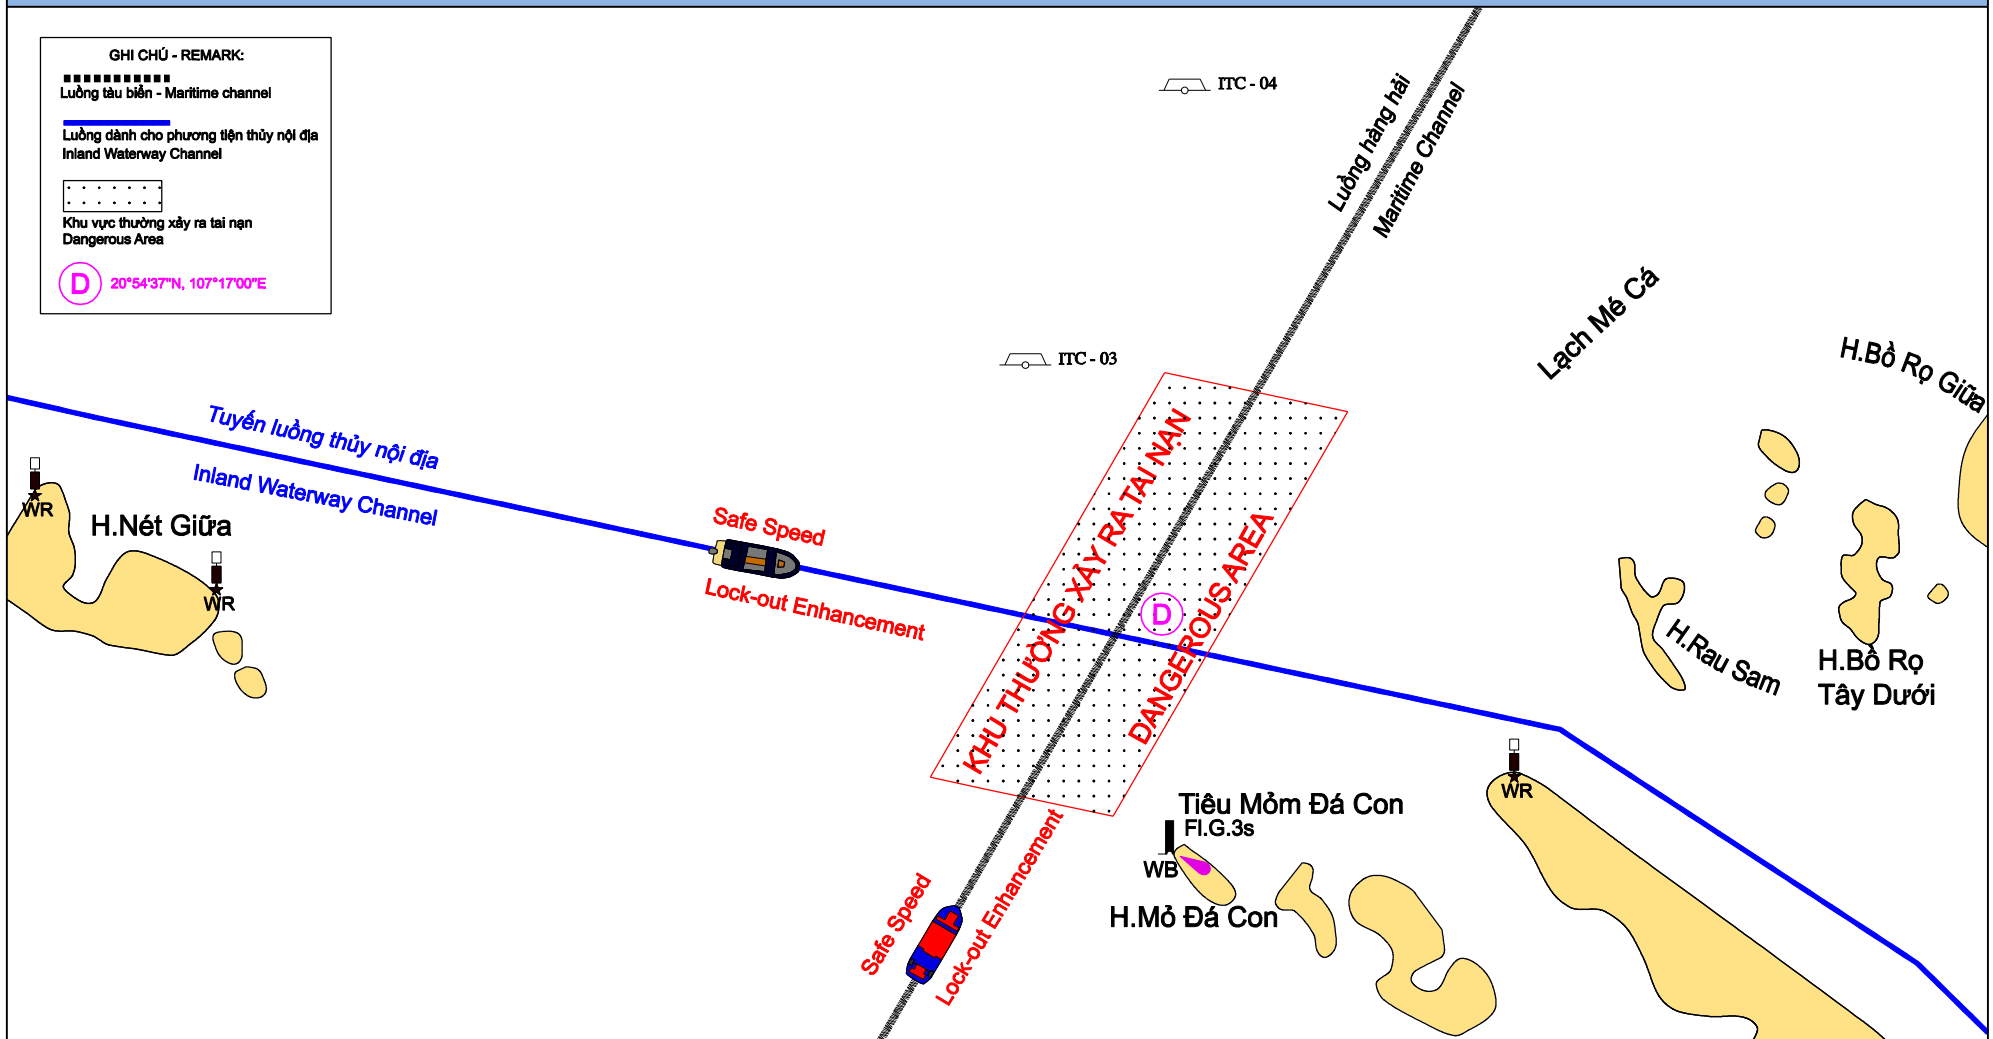 GHI CHÚ - REMARK:
Luồng tàu biển - Maritime channel
Luồng dành cho phương tiện thủy nội địa
Inland Waterway Channel
Khu vực thường xảy ra tai nạn
Dangerous Area
D 20°54'37"N, 107°17'00"E
ITC - 04
Luồng hàng hải
Maritime Channel
Lạch Mé Cá
H.Bồ Rọ Giữa
ITC - 03
Tuyến luồng thủy nội địa
Inland Waterway Channel
WR
H.Nét Giữa
WR
Safe Speed
Lock-out Enhancement
KHU THƯỜNG XẢY RA TAI NẠN
DANGEROUS AREA
D
H.Rau Sam
H.Bồ Rọ
Tây Dưới
WR
Tiêu Mỏm Đá Con
Fl.G.3s
WB
H.Mỏ Đá Con
Safe Speed
Lock-out Enhancement